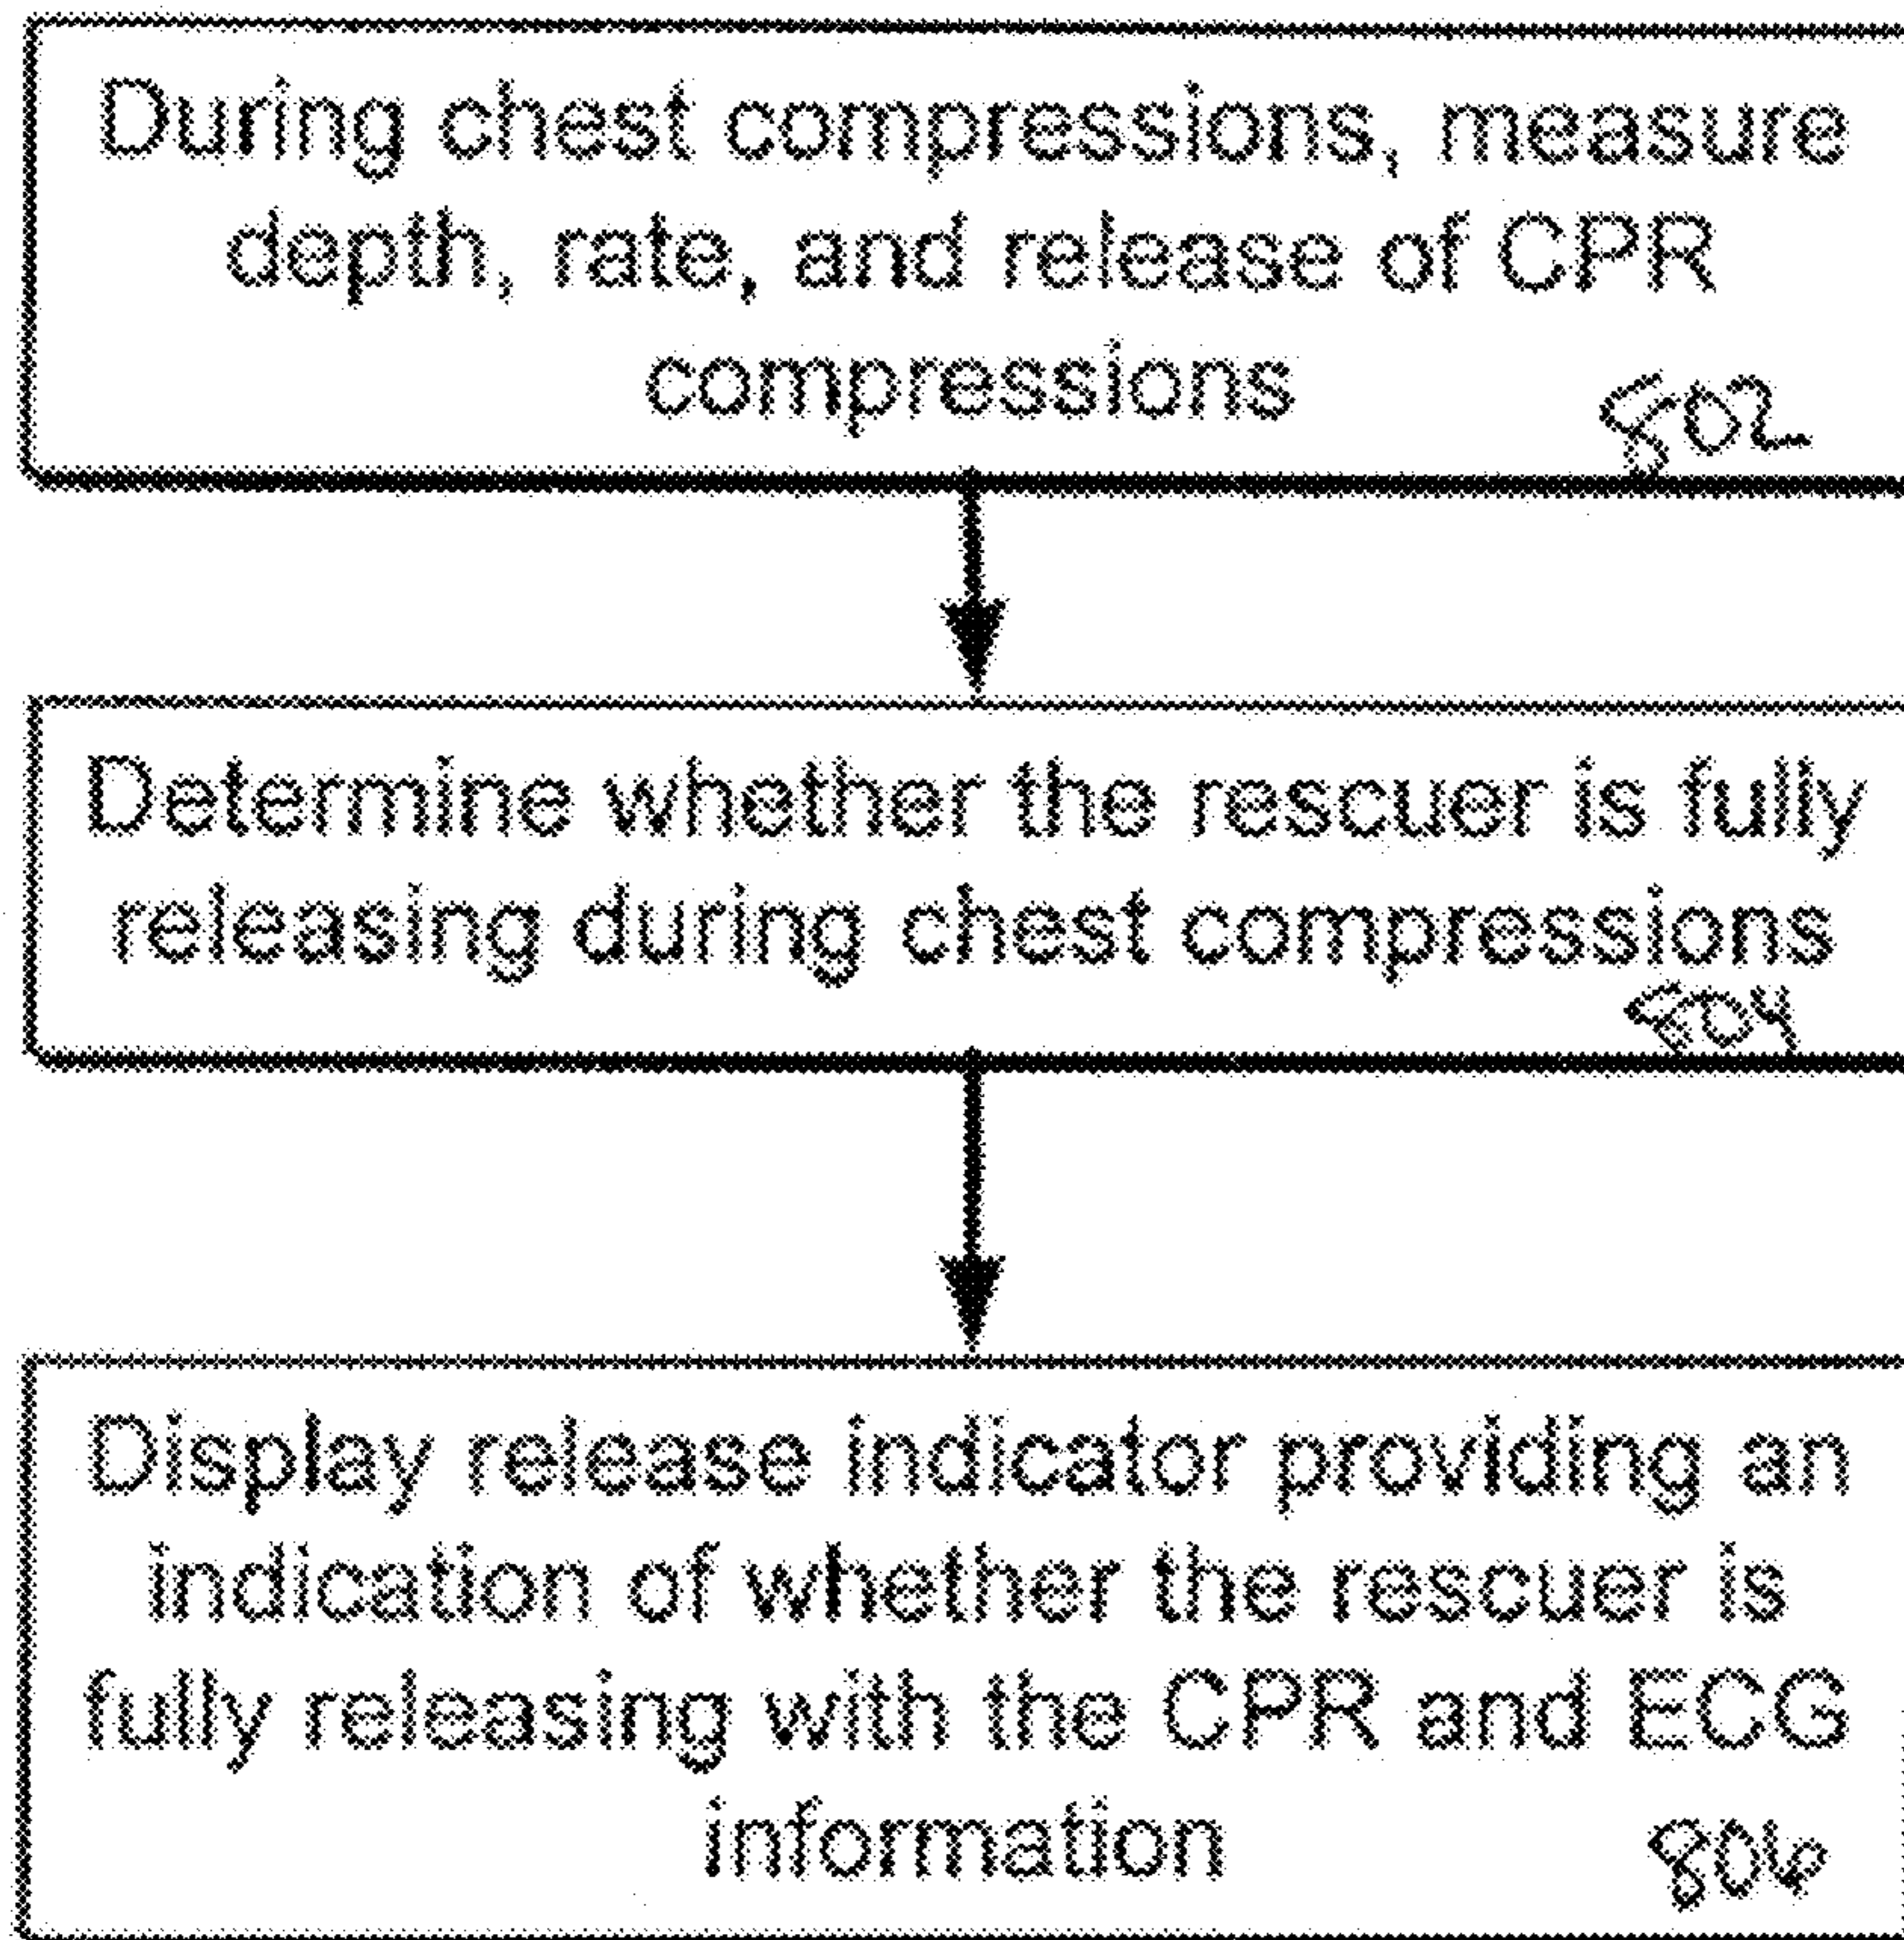 During chest compressions, measure
depth, rate, and release of CPR
compressions
802
Determine whether the rescuer is fully
releasing during chest compressions
804
Display release indicator providing an
indication of whether the rescuer is
fully releasing with the CPR and ECG
information
806